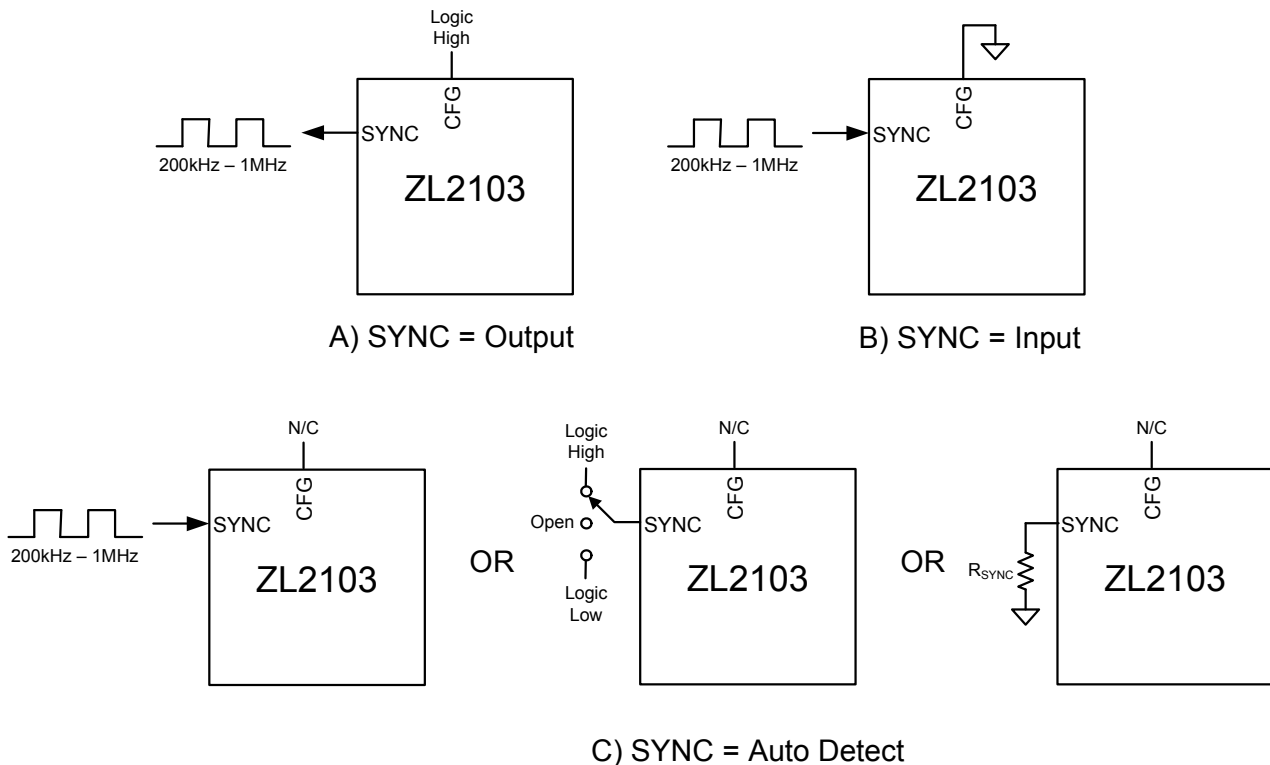 Logic
High
CFG
SYNC
200kHz – 1MHz
ZL2103
A) SYNC = Output
CFG
SYNC
200kHz – 1MHz
ZL2103
B) SYNC = Input
N/C
CFG
SYNC
200kHz – 1MHz
ZL2103
OR
Logic
High
Open
Logic
Low
N/C
CFG
SYNC
ZL2103
OR
N/C
CFG
SYNC
RSYNC
ZL2103
C) SYNC = Auto Detect